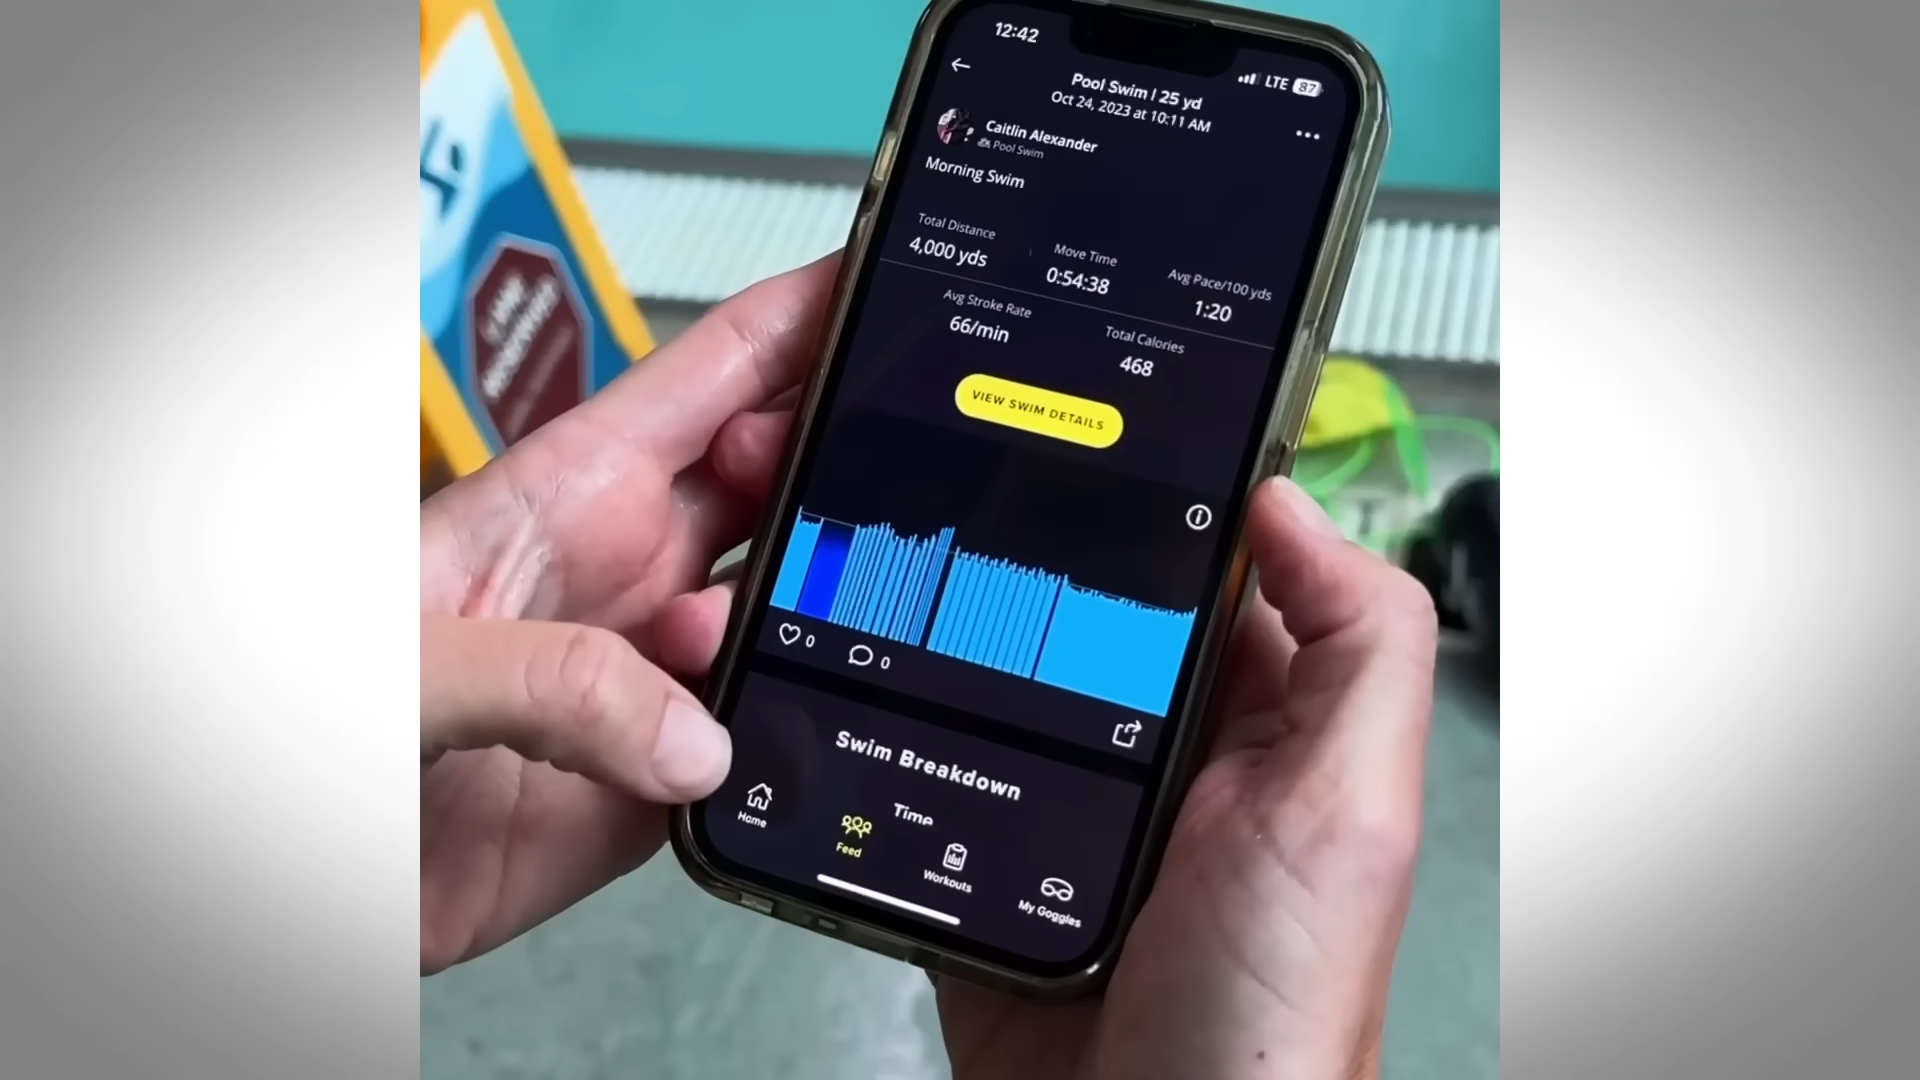 12:42
LTE 87
Pool Swim | 25 yd
Oct 24, 2023 at 10:11 AM
Caitlin Alexander
Pool Swim
Morning Swim
Total Distance
4,000 yds
Move Time
0:54:38
Avg Pace/100 yds
1:20
Avg Stroke Rate
66/min
Total Calories
468
VIEW SWIM DETAILS
0
0
Swim Breakdown
Time
Home
Feed
Workouts
My Goggles